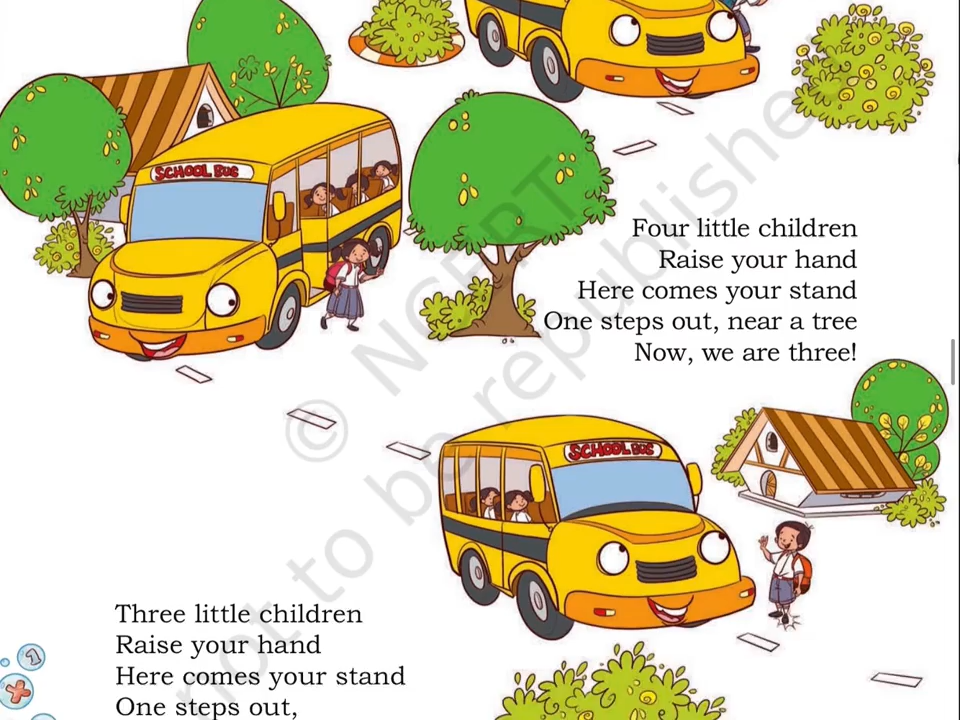 SCHOOL BUS
Four little children
Raise your hand
Here comes your stand
One steps out, near a tree
Now, we are three!
SCHOOL BUS
Three little children
Raise your hand
Here comes your stand
One steps out,
© NCERT
not to be republished